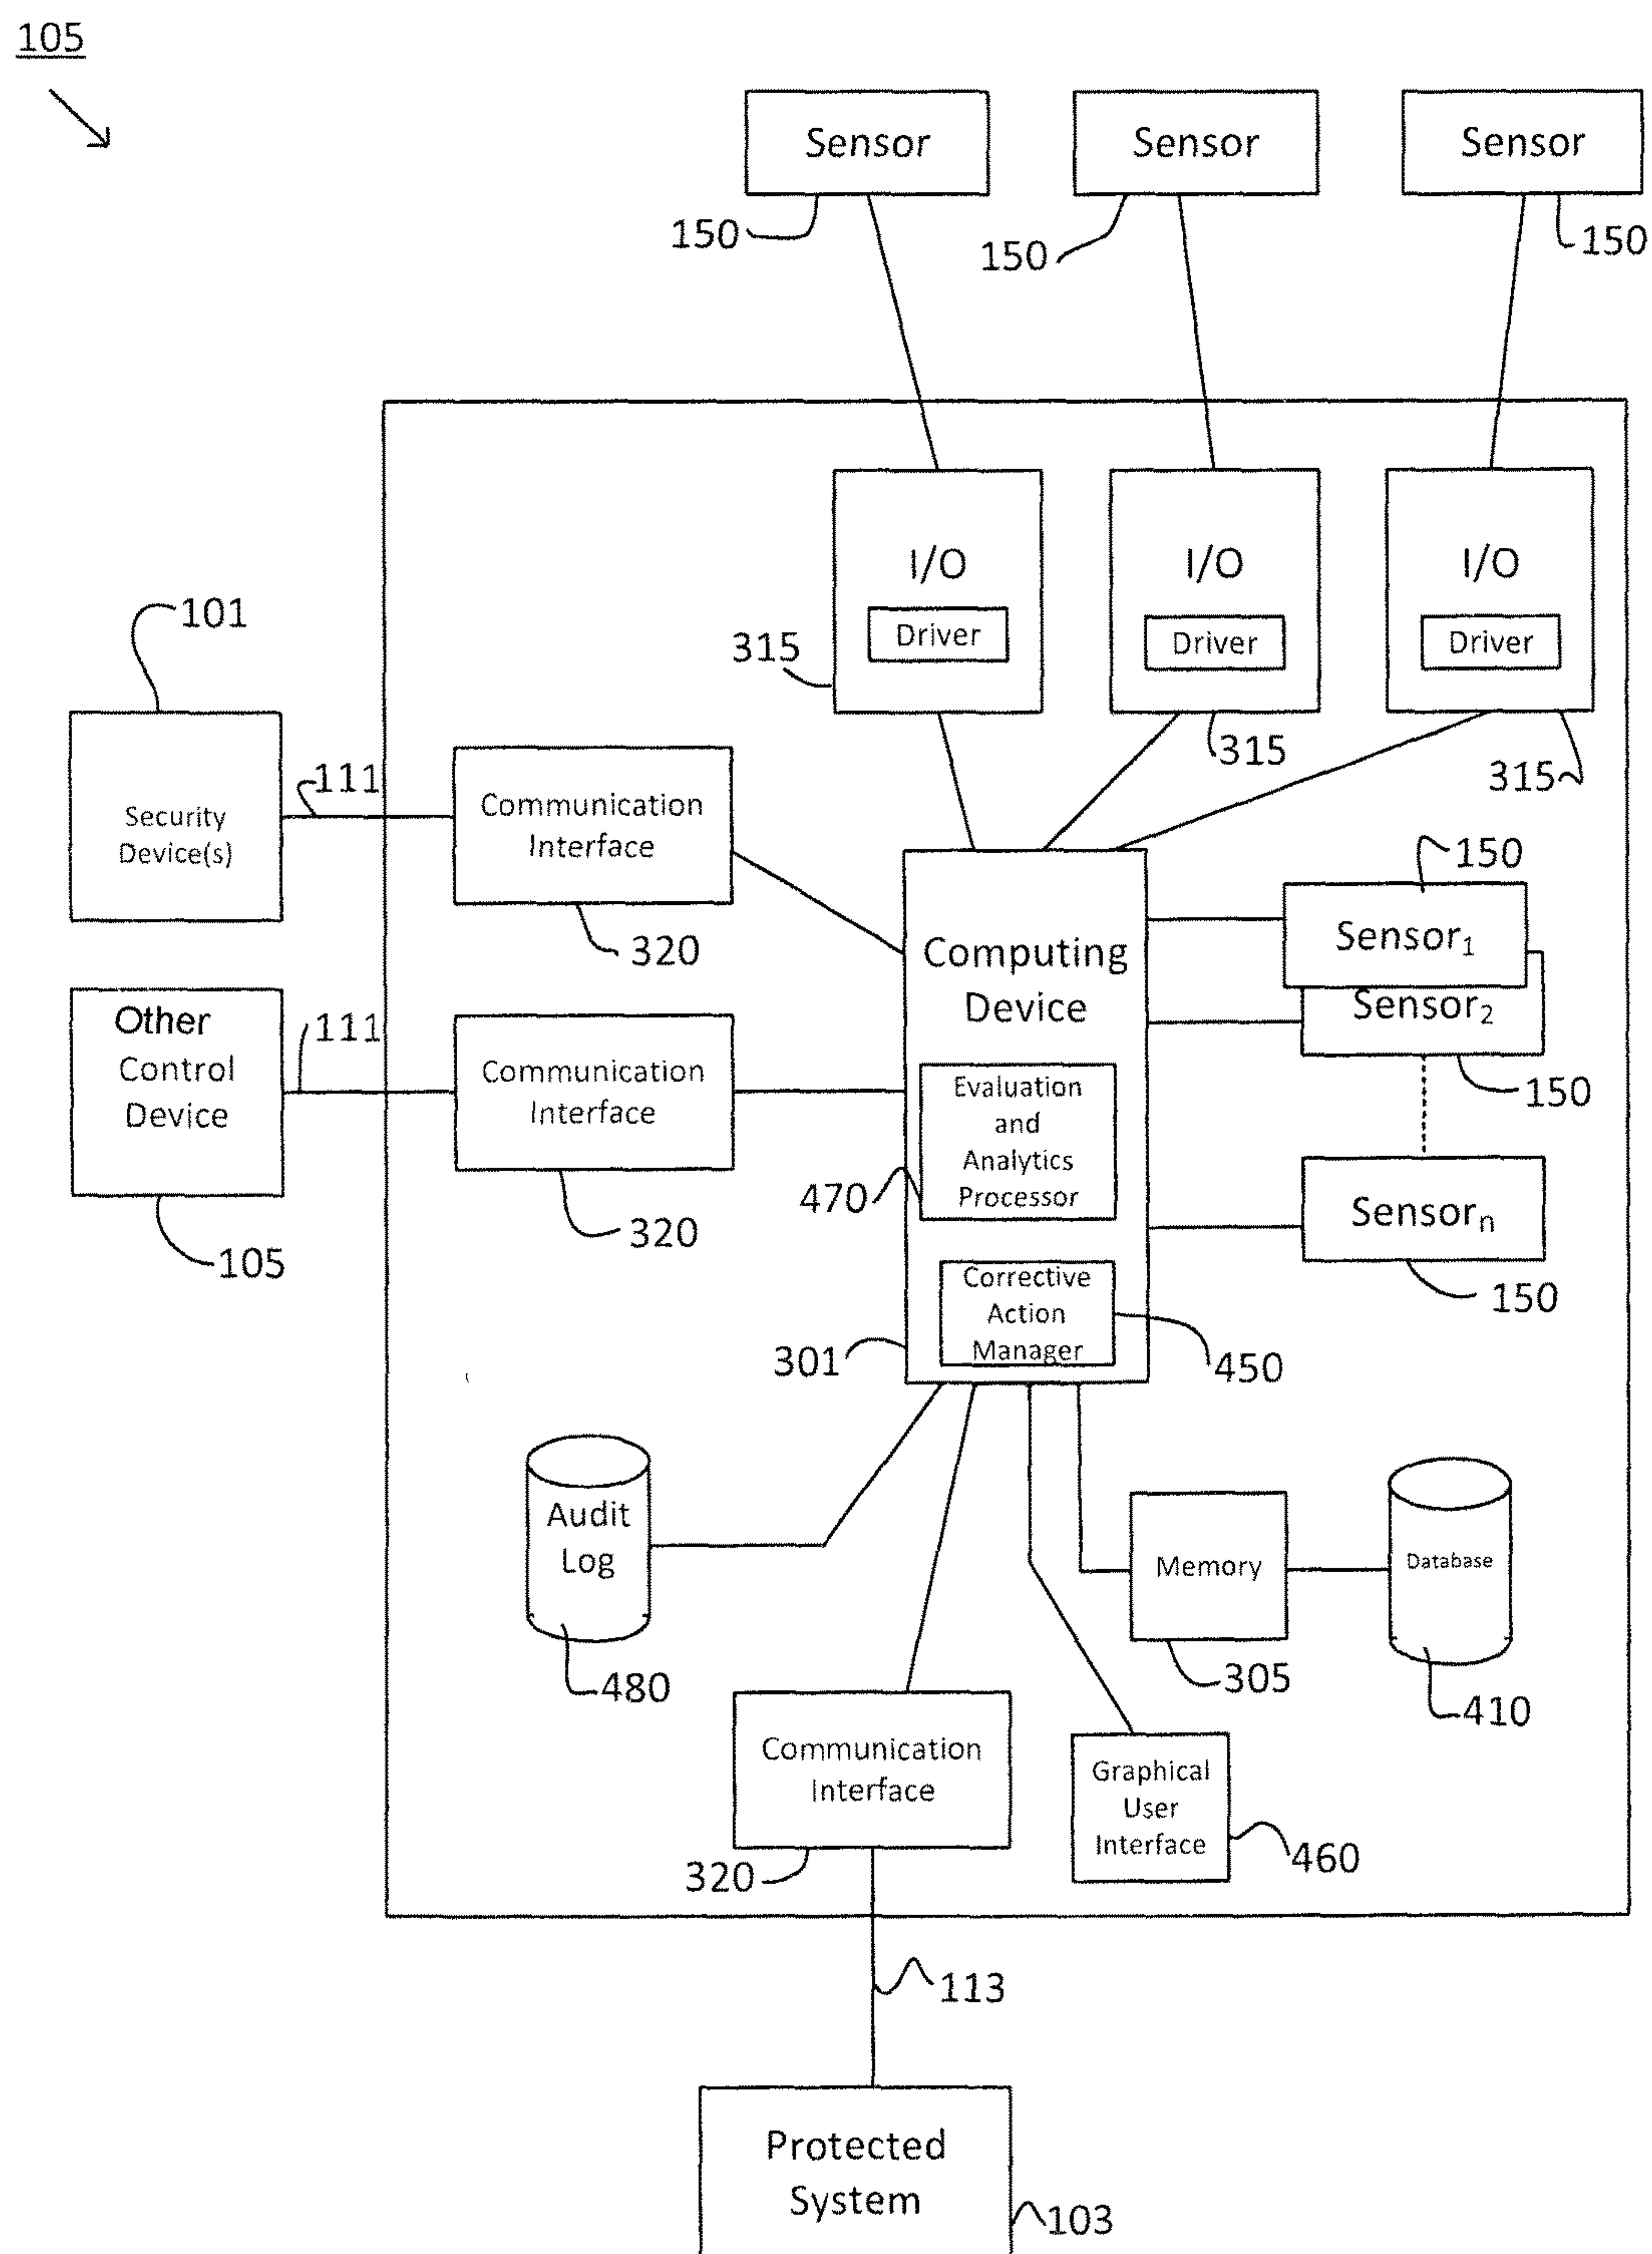 105
Sensor
Sensor
Sensor
150
150
150
I/O
Driver
I/O
Driver
I/O
Driver
315
315
315
101
Security
Device(s)
111
Communication
Interface
320
Other
Control
Device
105
111
Communication
Interface
320
Computing
Device
Evaluation
and
Analytics
Processor
470
Corrective
Action
Manager
301
450
150
Sensor1
Sensor2
150
Sensorn
150
Audit
Log
480
Memory
305
Database
410
Communication
Interface
320
Graphical
User
Interface
460
113
Protected
System
103